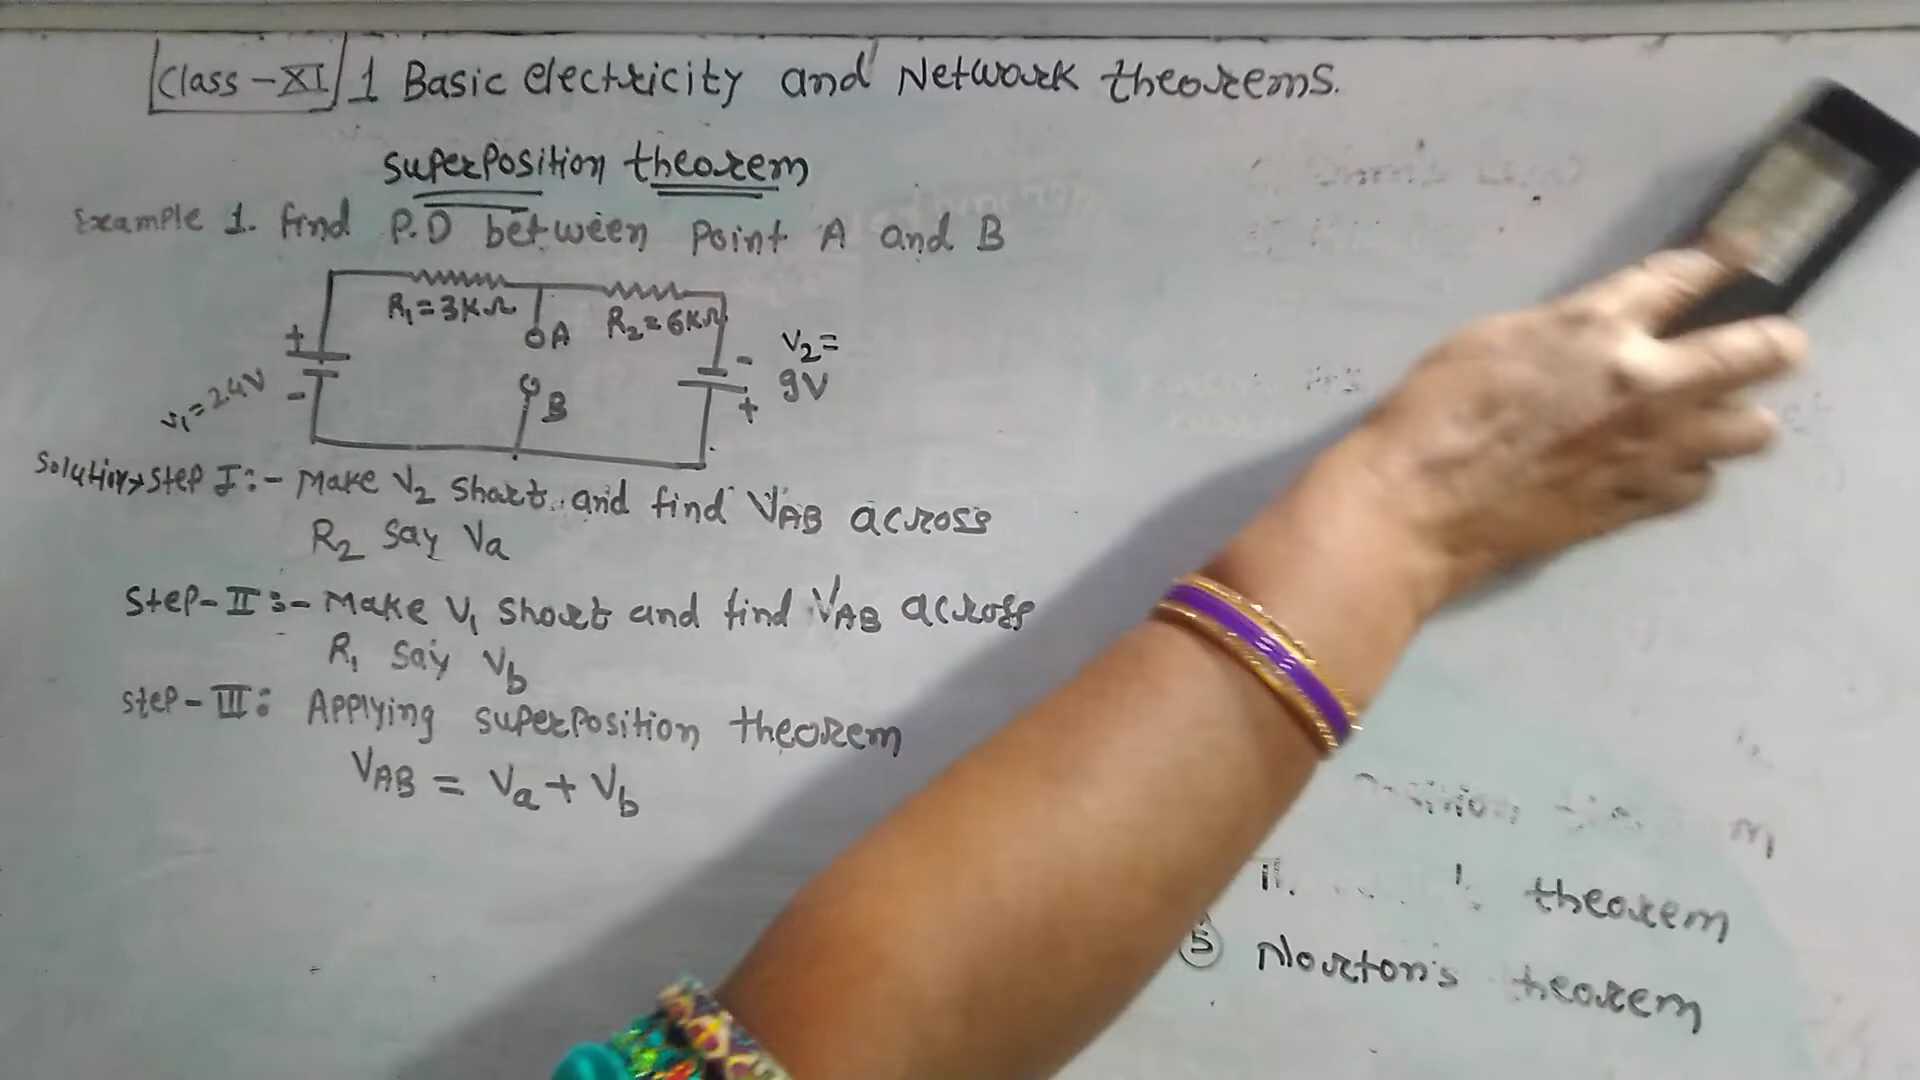 Class-XI 1 Basic electricity and Network theorems.
Superposition theorem
Example 1. find P.D between Point A and B
R₁=3KΩ
A
R₂=6KΩ
+
-
V₁=24V
B
-
+
V₂=
9V
Solution→Step I:- Make V₂ short and find VAB across
R₂ say Va
Step-II:- Make V₁ short and find VAB across
R₁ say Vb
Step-III: Applying superposition theorem
VAB = Va + Vb
theorem
⑤ Norton's theorem